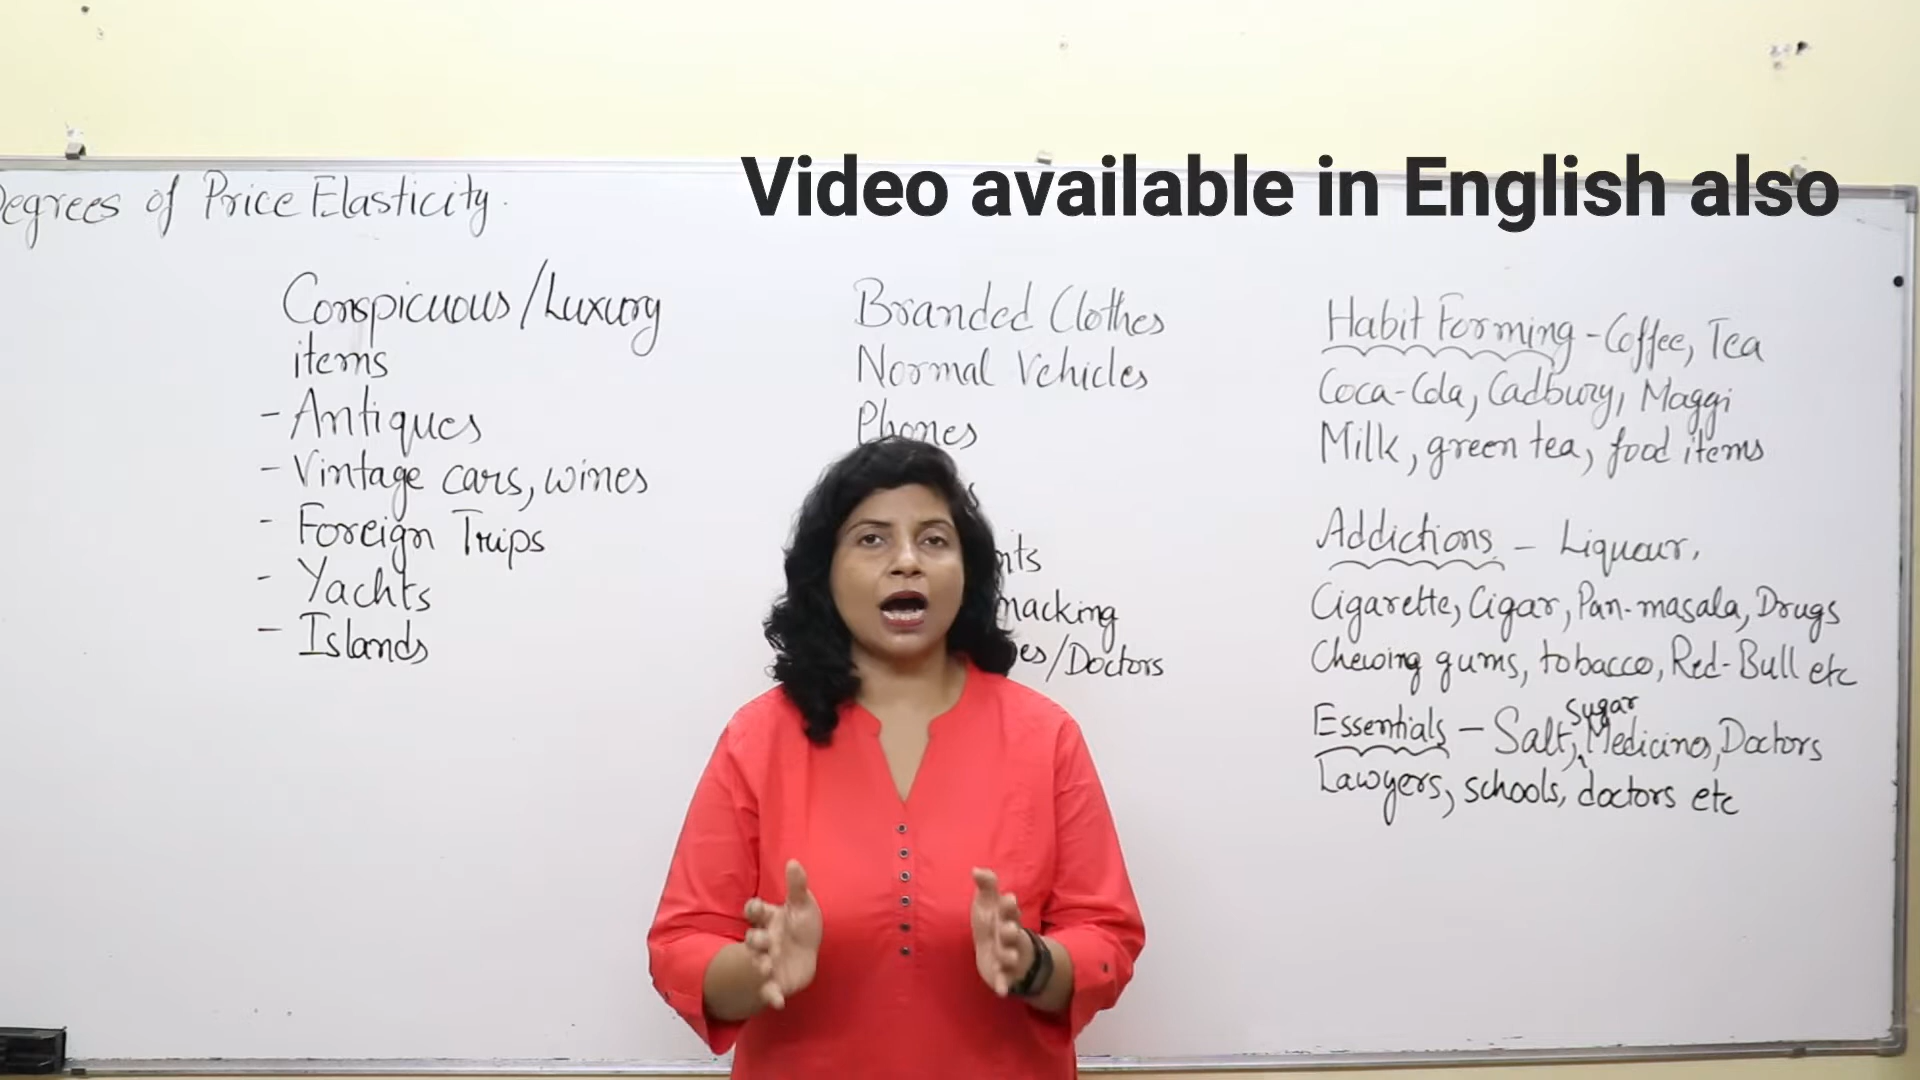 Video available in English also
Degrees of Price Elasticity.
Conspicuous/Luxury
items
- Antiques
- Vintage cars, wines
- Foreign Trips
- Yachts
- Islands
Branded Clothes
Normal Vehicles
Phones
/Doctors
Habit Forming - Coffee, Tea
Coca-Cola, Cadbury, Maggi
Milk, green tea, food items
Addictions - Liquour,
Cigarette, Cigar, Pan-masala, Drugs
Chewing gums, tobacco, Red-Bull etc
Essentials - Salt, sugar Medicines, Doctors
Lawyers, schools, doctors etc